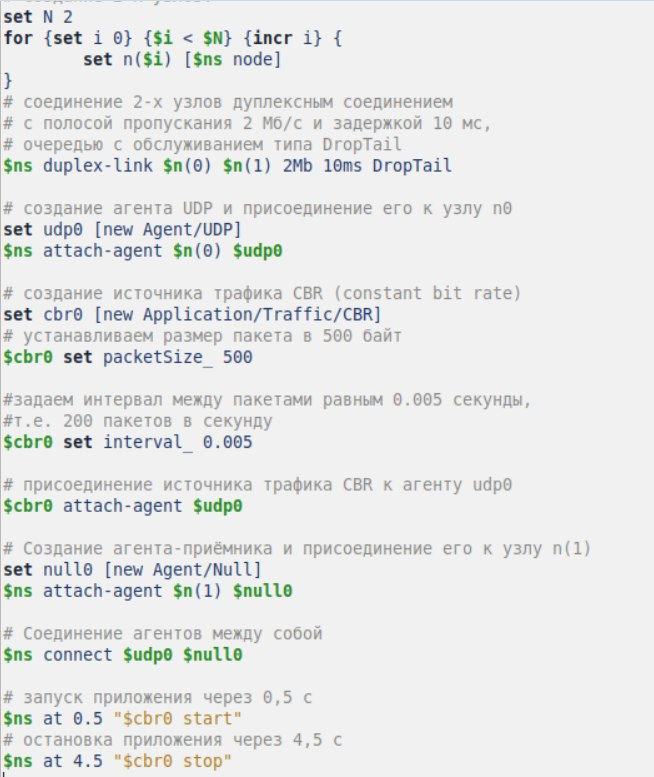 set N 2
for {set i 0} {$i < $N} {incr i} {
set n($i) [$ns node]
}
# соединение 2-х узлов дуплексным соединением
# с полосой пропускания 2 Мб/с и задержкой 10 мс,
# очередью с обслуживанием типа DropTail
$ns duplex-link $n(0) $n(1) 2Mb 10ms DropTail
# создание агента UDP и присоединение его к узлу n0
set udp0 [new Agent/UDP]
$ns attach-agent $n(0) $udp0
# создание источника трафика CBR (constant bit rate)
set cbr0 [new Application/Traffic/CBR]
# устанавливаем размер пакета в 500 байт
$cbr0 set packetSize_ 500
#задаем интервал между пакетами равным 0.005 секунды,
#т.е. 200 пакетов в секунду
$cbr0 set interval_ 0.005
# присоединение источника трафика CBR к агенту udp0
$cbr0 attach-agent $udp0
# Создание агента-приёмника и присоединение его к узлу n(1)
set null0 [new Agent/Null]
$ns attach-agent $n(1) $null0
# Соединение агентов между собой
$ns connect $udp0 $null0
# запуск приложения через 0,5 с
$ns at 0.5 "$cbr0 start"
# остановка приложения через 4,5 с
$ns at 4.5 "$cbr0 stop"